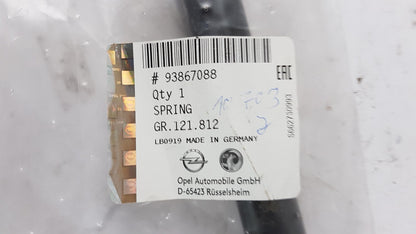 # 93867088
Qty 1
SPRING
GR.121.812
LB0919 MADE IN GERMANY
Opel Automobile GmbH
D-65423 Rüsselsheim
EAC